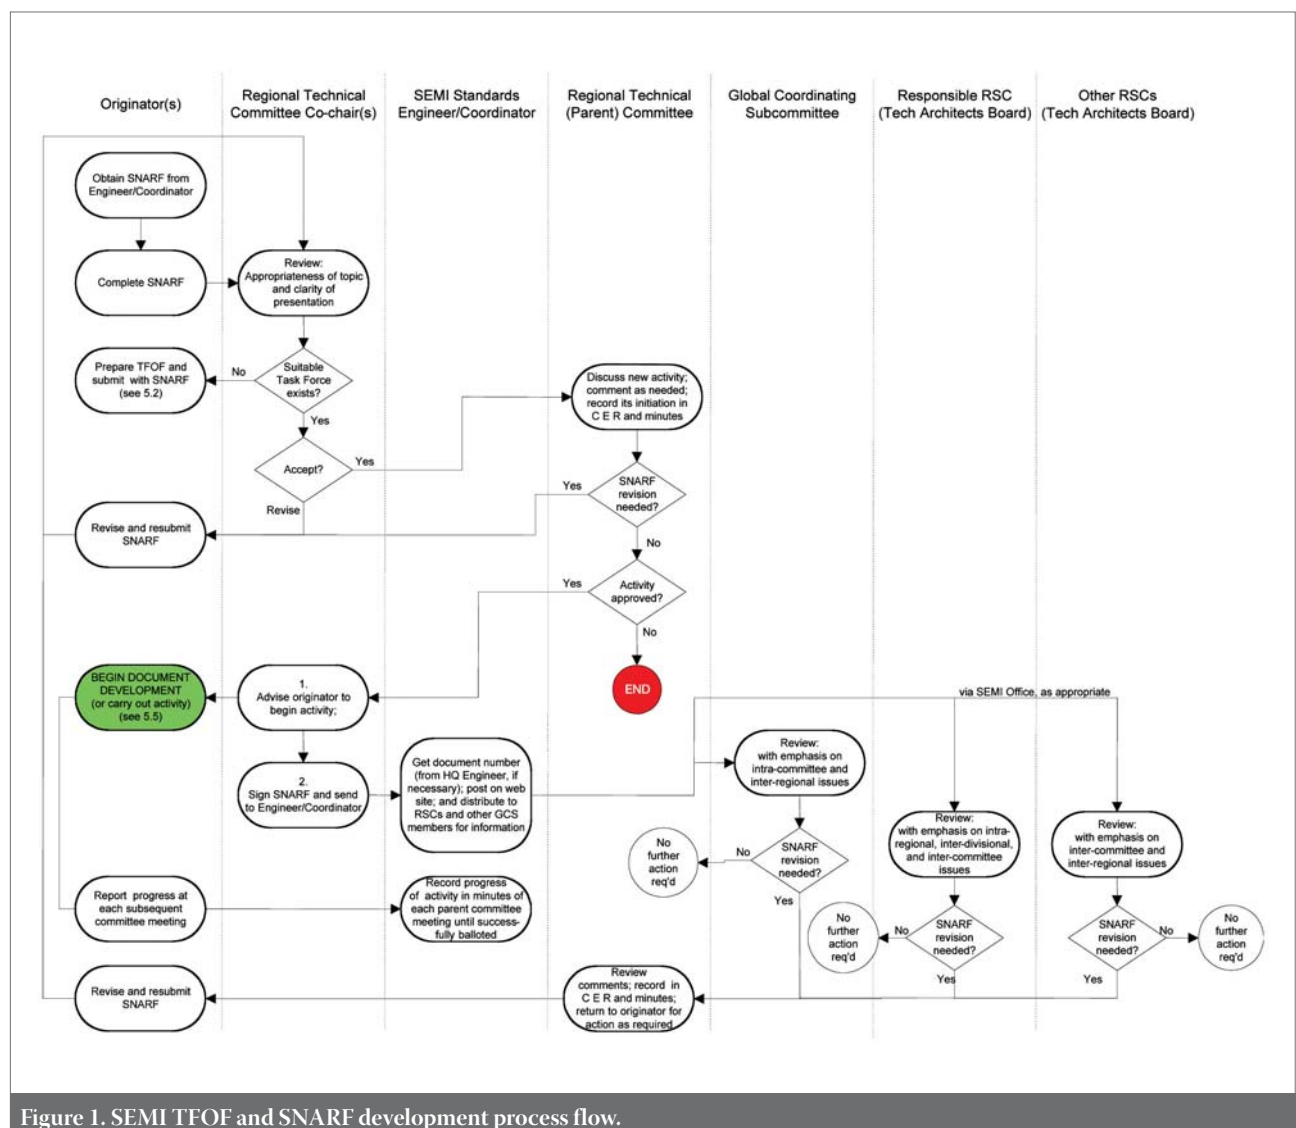 Originator(s)
Regional Technical
Committee Co-chair(s)
SEMI Standards
Engineer/Coordinator
Regional Technical
(Parent) Committee
Global Coordinating
Subcommittee
Responsible RSC
(Tech Architects Board)
Other RSCs
(Tech Architects Board)
Obtain SNARF from
Engineer/Coordinator
Complete SNARF
Review:
Appropriateness of topic
and clarity of
presentation
Prepare TFOF and
submit with SNARF
(see 5.2)
No
Suitable
Task Force
exists?
Yes
Discuss new activity;
comment as needed;
record its initiation in
C E R and minutes
Accept?
Yes
Revise
Yes
SNARF
revision
needed?
No
Revise and resubmit
SNARF
Yes
Activity
approved?
No
END
BEGIN DOCUMENT
DEVELOPMENT
(or carry out activity)
(see 5.5)
1.
Advise originator to
begin activity;
via SEMI Office, as appropriate
2.
Sign SNARF and send
to Engineer/Coordinator
Get document number
(from HQ Engineer, if
necessary); post on web
site; and distribute to
RSCs and other GCS
members for information
Review:
with emphasis on
intra-committee and
inter-regional issues
Review:
with emphasis on intra-
regional, inter-divisional,
and inter-committee
issues
Review:
with emphasis on
inter-committee and
inter-regional issues
No
further
action
req'd
No
SNARF
revision
needed?
Yes
Report progress at
each subsequent
committee meeting
Record progress
of activity in minutes of
each parent committee
meeting until success-
fully balloted
No
further
action
req'd
No
SNARF
revision
needed?
Yes
SNARF
revision
needed?
No
Yes
No
further
action
req'd
Revise and resubmit
SNARF
Review
comments; record in
C E R and minutes;
return to originator for
action as required
Figure 1. SEMI TFOF and SNARF development process flow.